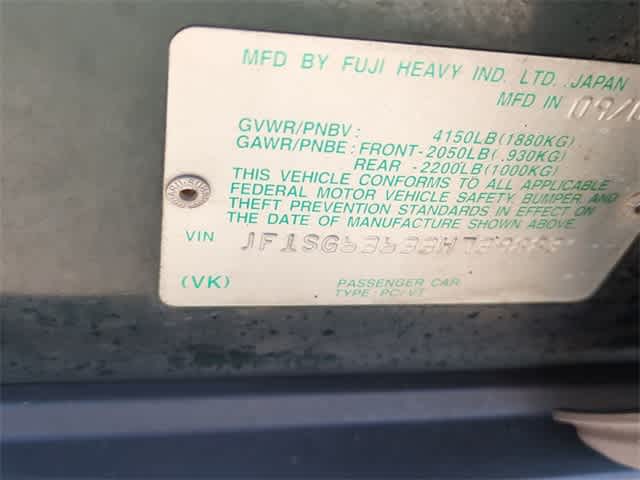 MFD BY FUJI HEAVY IND. LTD. JAPAN
MFD IN 09/
GVWR/PNBV: 4150LB(1880KG)
GAWR/PNBE: FRONT-2050LB(.930KG)
REAR -2200LB(1000KG)
THIS VEHICLE CONFORMS TO ALL APPLICABLE
FEDERAL MOTOR VEHICLE SAFETY, BUMPER, AND
THEFT PREVENTION STANDARDS IN EFFECT ON
THE DATE OF MANUFACTURE SHOWN ABOVE.
VIN
(VK) PASSENGER CAR
TYPE:PC/VT